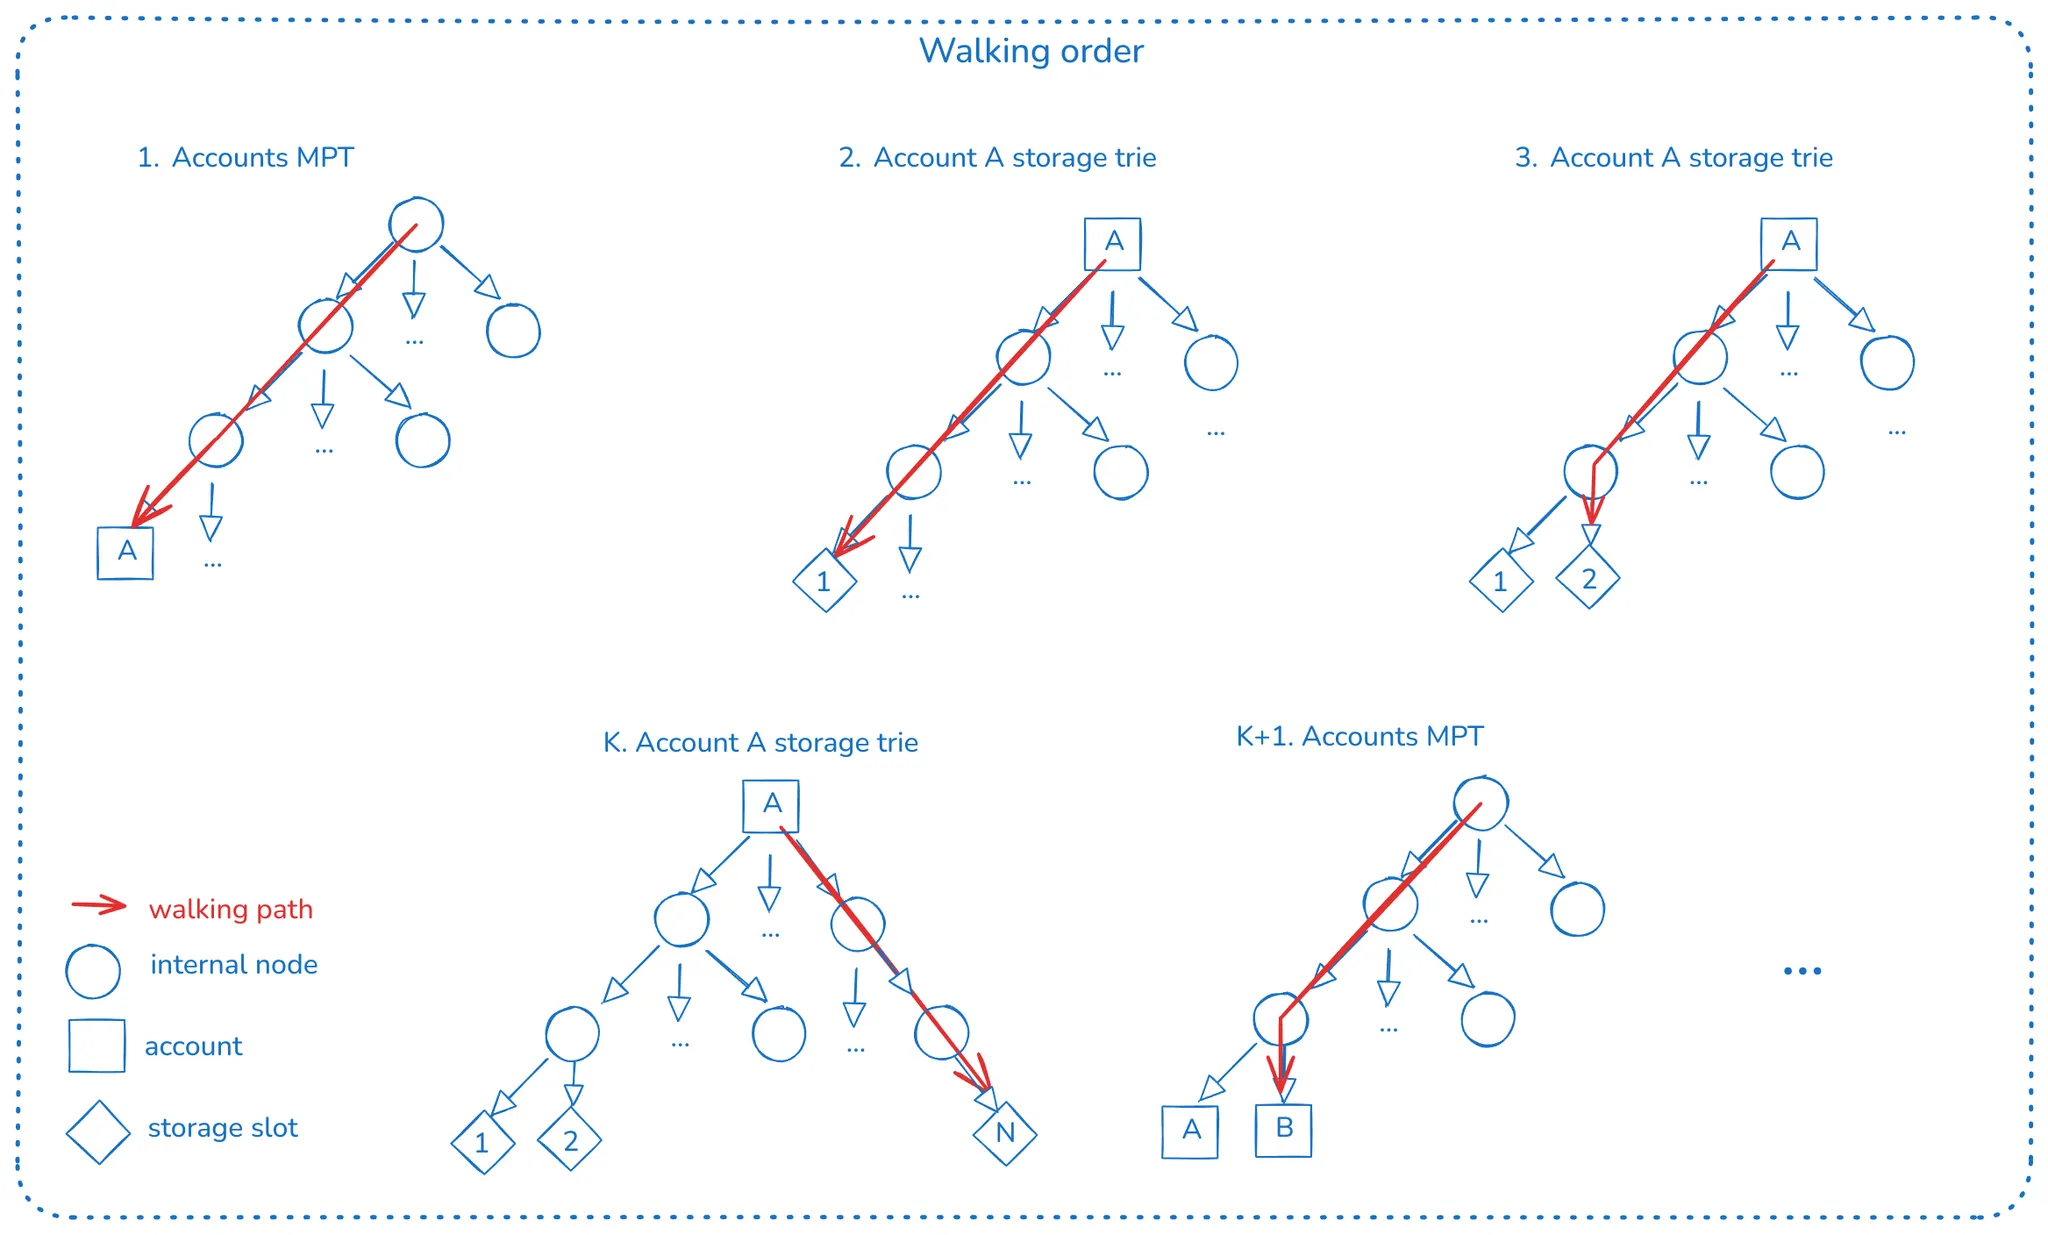 Walking order
1. Accounts MPT
2. Account A storage trie
3. Account A storage trie
...
...
...
A
A
...
...
...
...
1
A
...
...
...
1
2
K. Account A storage trie
K+1. Accounts MPT
A
...
...
...
...
1
2
N
...
...
A
B
...
walking path
internal node
account
storage slot